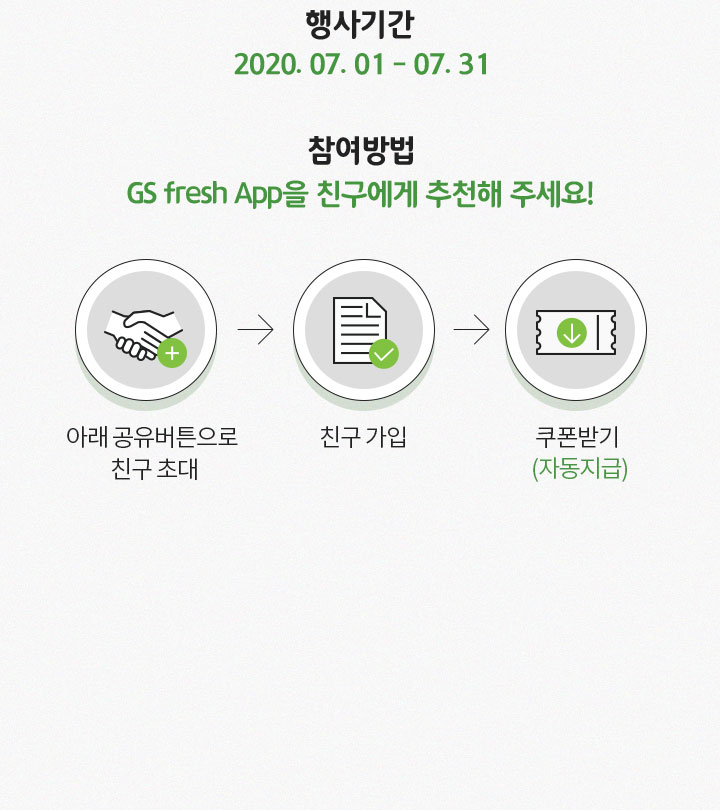 행사기간
2020. 07. 01 - 07. 31
참여방법
GS fresh App을 친구에게 추천해 주세요!
아래 공유버튼으로
친구 초대
친구 가입
쿠폰받기
(자동지급)